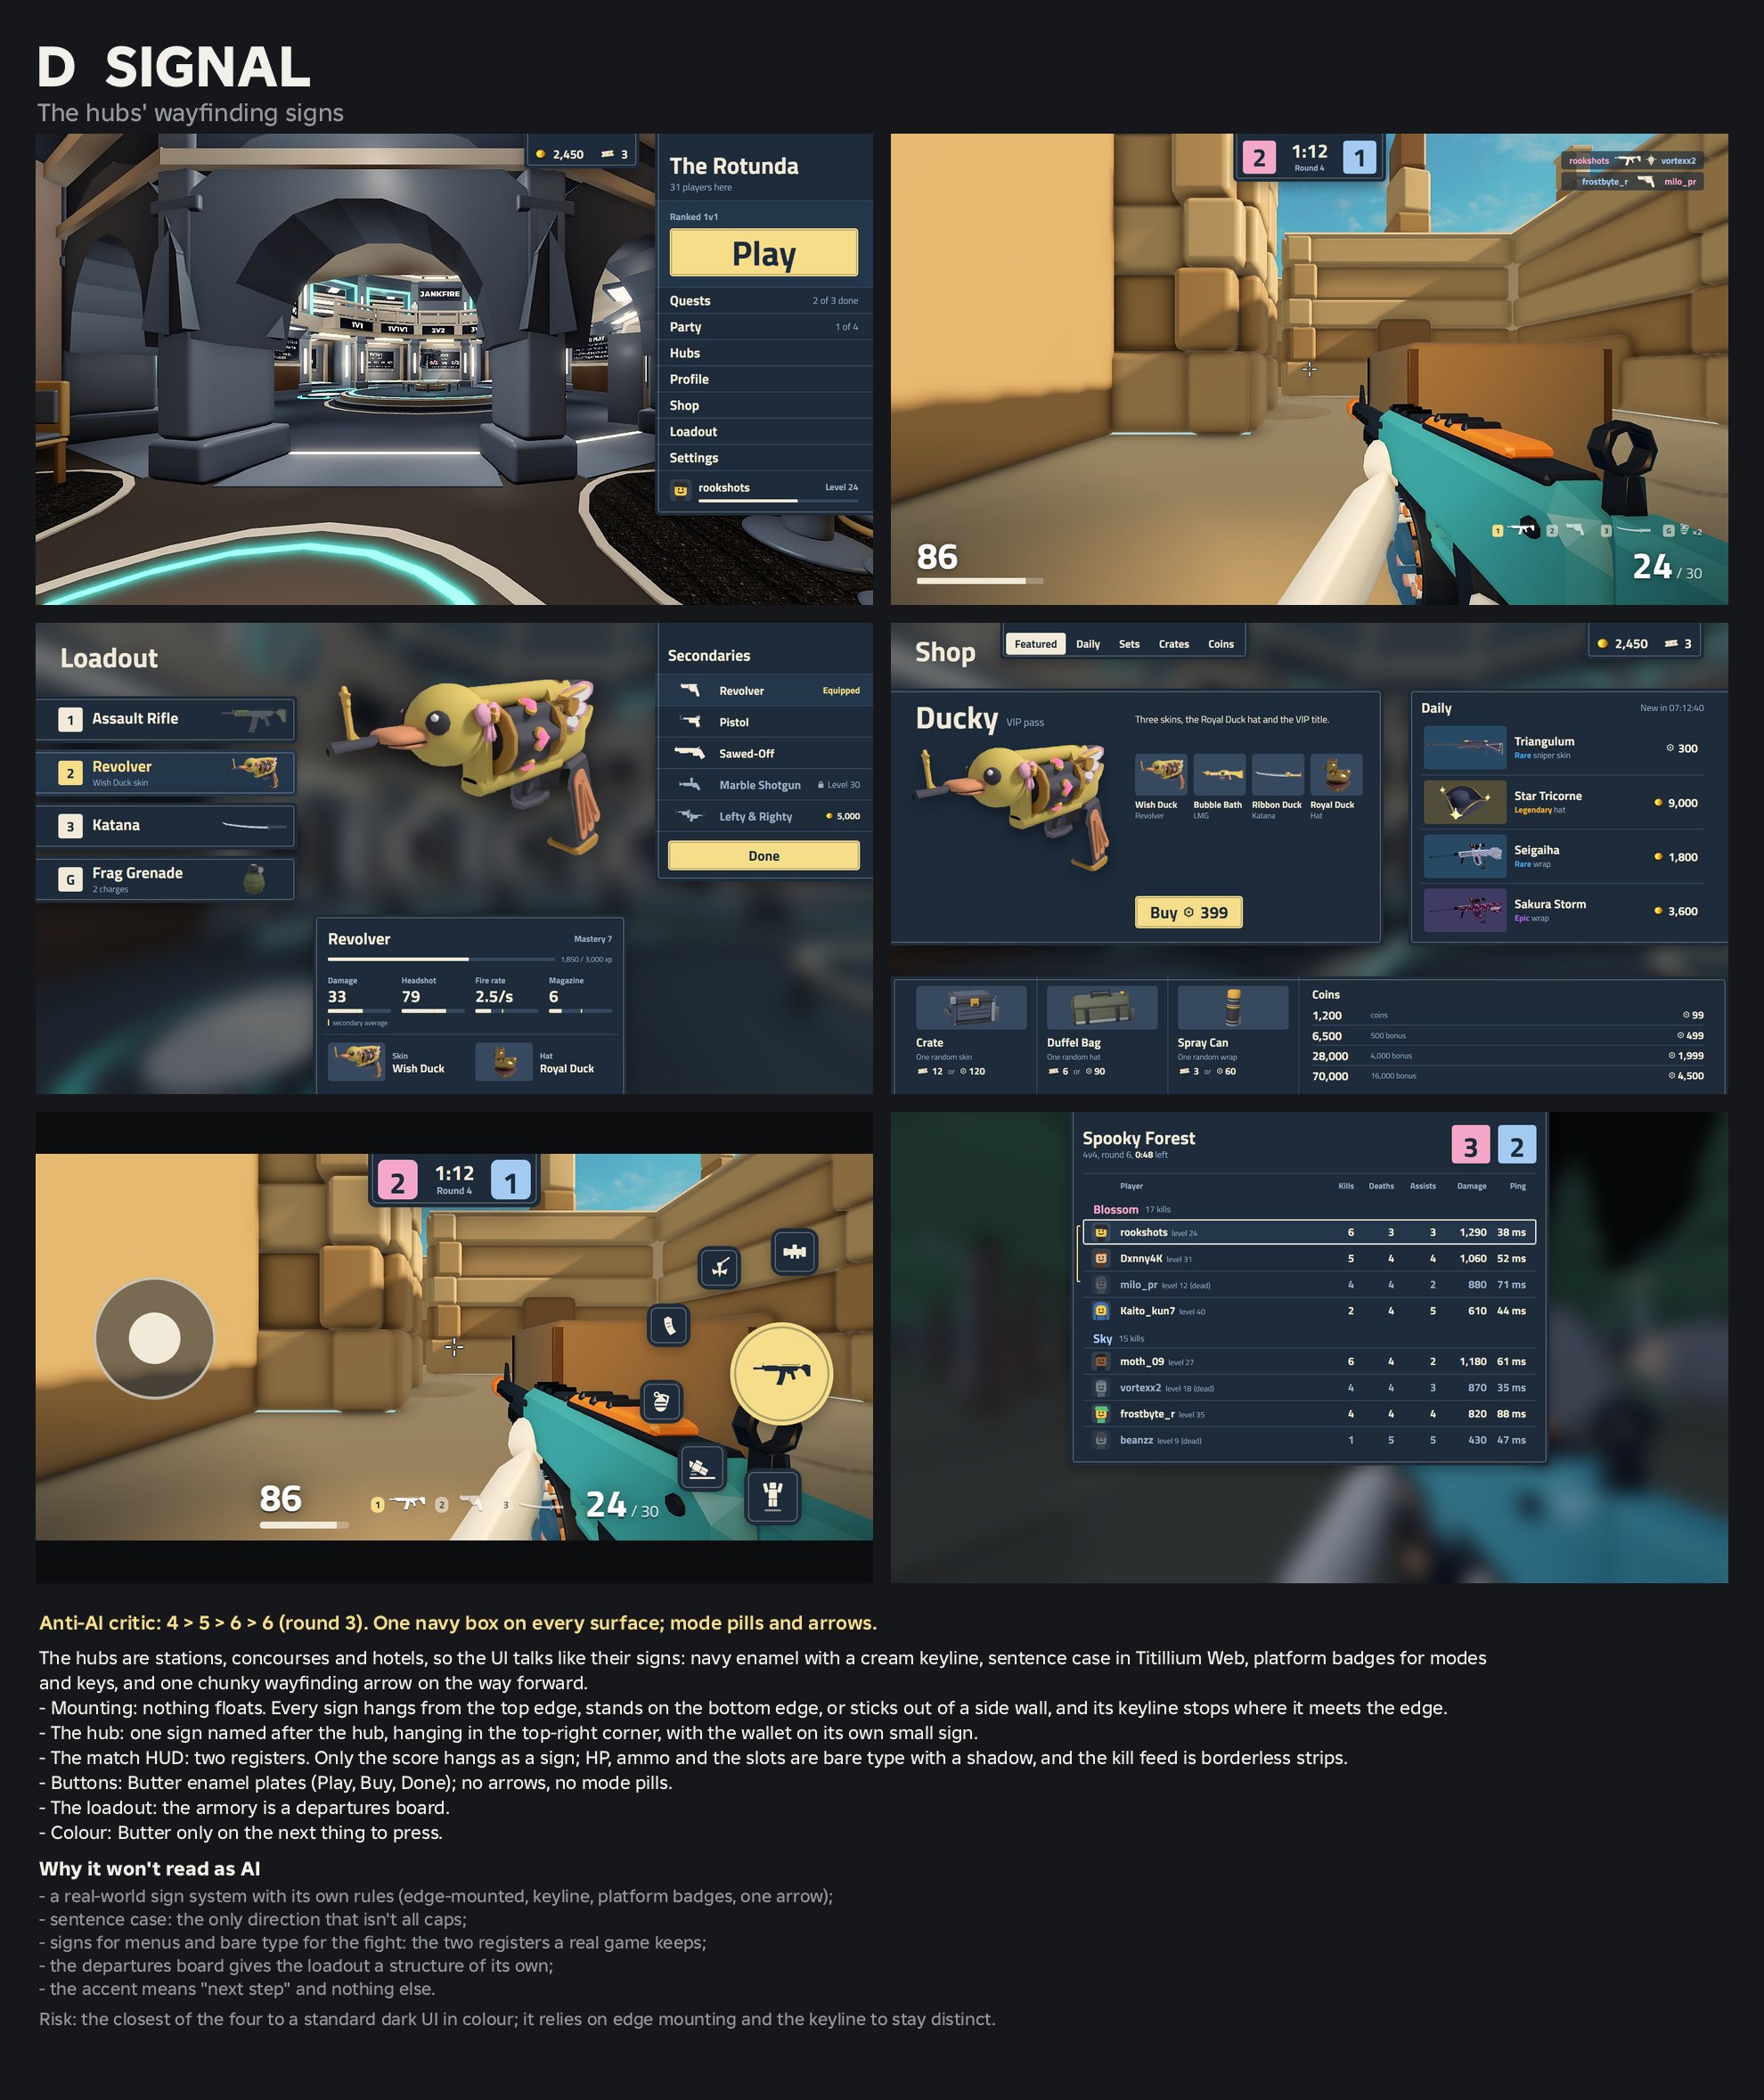 D SIGNAL
The hubs' wayfinding signs
2,450 3
The Rotunda
31 players here
Ranked 1v1
Play
Quests 2 of 3 done
Party 1 of 4
Hubs
Profile
Shop
Loadout
Settings
rookshots Level 24
JANKFIRE
1V1 1V1V1 2V2
2 1:12 1
Round 4
rookshots vortexx2
frostbyte_r milo_pr
86
1 2 3 G x2
24 / 30
Loadout
1 Assault Rifle
2 Revolver
Wish Duck skin
3 Katana
G Frag Grenade
2 charges
Secondaries
Revolver Equipped
Pistol
Sawed-Off
Marble Shotgun Level 30
Lefty & Righty 5,000
Done
Revolver Mastery 7
1,850 / 3,000 xp
Damage Headshot Fire rate Magazine
33 79 2.5/s 6
secondary average
Skin
Wish Duck
Hat
Royal Duck
Shop
Featured Daily Sets Crates Coins
2,450 3
Ducky VIP pass
Three skins, the Royal Duck hat and the VIP title.
Wish Duck Bubble Bath Ribbon Duck Royal Duck
Revolver LMG Katana Hat
Buy 399
Daily New in 07:12:40
Triangulum
Rare sniper skin
300
Star Tricorne
Legendary hat
9,000
Seigaiha
Rare wrap
1,800
Sakura Storm
Epic wrap
3,600
Crate
One random skin
12 or 120
Duffel Bag
One random hat
6 or 90
Spray Can
One random wrap
3 or 60
Coins
1,200 coins 99
6,500 500 bonus 499
28,000 4,000 bonus 1,999
70,000 16,000 bonus 4,500
2 1:12 1
Round 4
86
1 2 3
24 / 30
Spooky Forest
4v4, round 6, 0:48 left
3 2
Player Kills Deaths Assists Damage Ping
Blossom 17 kills
rookshots level 24 6 3 3 1,290 38 ms
Dxnny4K level 31 5 4 4 1,060 52 ms
milo_pr level 12 (dead) 4 4 2 880 71 ms
Kaito_kun7 level 40 2 4 5 610 44 ms
Sky 15 kills
moth_09 level 27 6 4 2 1,180 61 ms
vortexx2 level 18 (dead) 4 4 3 870 35 ms
frostbyte_r level 35 4 4 4 820 88 ms
beanzz level 9 (dead) 1 5 5 430 47 ms
Anti-AI critic: 4 > 5 > 6 > 6 (round 3). One navy box on every surface; mode pills and arrows.
The hubs are stations, concourses and hotels, so the UI talks like their signs: navy enamel with a cream keyline, sentence case in Titillium Web, platform badges for modes
and keys, and one chunky wayfinding arrow on the way forward.
- Mounting: nothing floats. Every sign hangs from the top edge, stands on the bottom edge, or sticks out of a side wall, and its keyline stops where it meets the edge.
- The hub: one sign named after the hub, hanging in the top-right corner, with the wallet on its own small sign.
- The match HUD: two registers. Only the score hangs as a sign; HP, ammo and the slots are bare type with a shadow, and the kill feed is borderless strips.
- Buttons: Butter enamel plates (Play, Buy, Done); no arrows, no mode pills.
- The loadout: the armory is a departures board.
- Colour: Butter only on the next thing to press.
Why it won't read as AI
- a real-world sign system with its own rules (edge-mounted, keyline, platform badges, one arrow);
- sentence case: the only direction that isn't all caps;
- signs for menus and bare type for the fight: the two registers a real game keeps;
- the departures board gives the loadout a structure of its own;
- the accent means "next step" and nothing else.
Risk: the closest of the four to a standard dark UI in colour; it relies on edge mounting and the keyline to stay distinct.